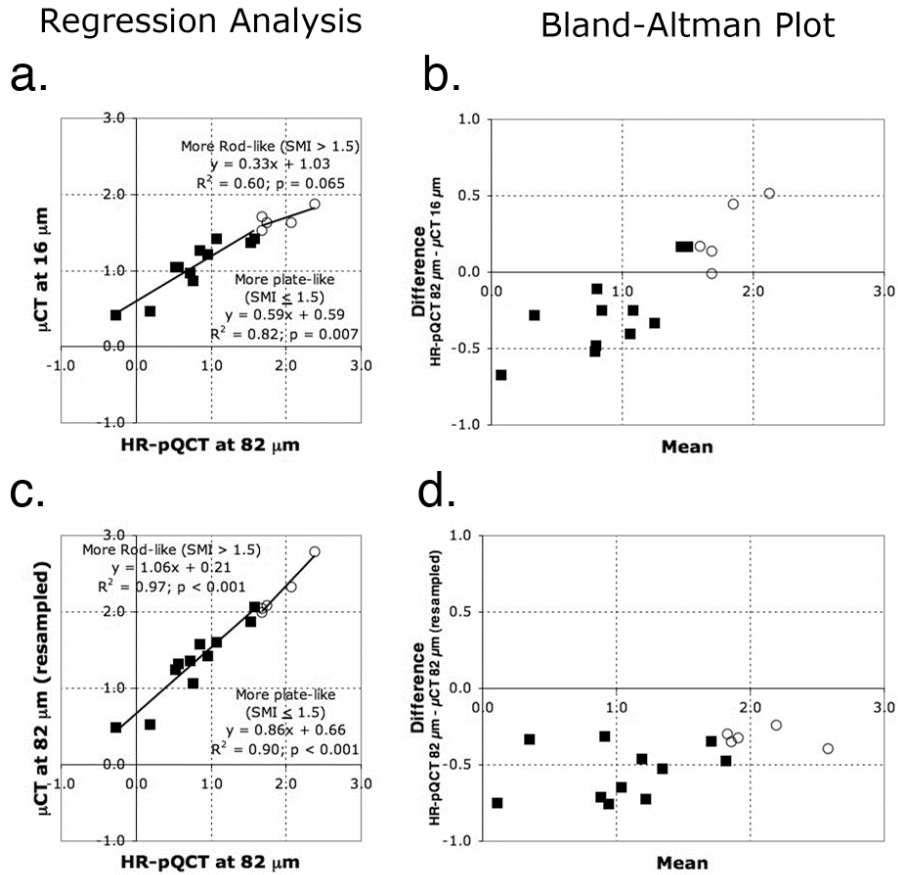 Regression Analysis
Bland-Altman Plot
a.
3.0
2.0
1.0
0.0
-1.0
More Rod-like (SMI > 1.5)
y = 0.33x + 1.03
R² = 0.60; p = 0.065
More plate-like
(SMI ≤ 1.5)
y = 0.59x + 0.59
R² = 0.82; p = 0.007
-1.0 0.0 1.0 2.0 3.0
µCT at 16 µm
HR-pQCT at 82 µm
b.
1.0
0.5
0.0
-0.5
-1.0
0.0 1.0 2.0 3.0
Difference
HR-pQCT 82 µm - µCT 16 µm
Mean
c.
3.0
2.0
1.0
0.0
-1.0
More Rod-like (SMI > 1.5)
y = 1.06x + 0.21
R² = 0.97; p < 0.001
More plate-like
(SMI ≤ 1.5)
y = 0.86x + 0.66
R² = 0.90; p < 0.001
-1.0 0.0 1.0 2.0 3.0
µCT at 82 µm (resampled)
HR-pQCT at 82 µm
d.
1.0
0.5
0.0
-0.5
-1.0
0.0 1.0 2.0 3.0
Difference
HR-pQCT 82 µm - µCT 82 µm (resampled)
Mean